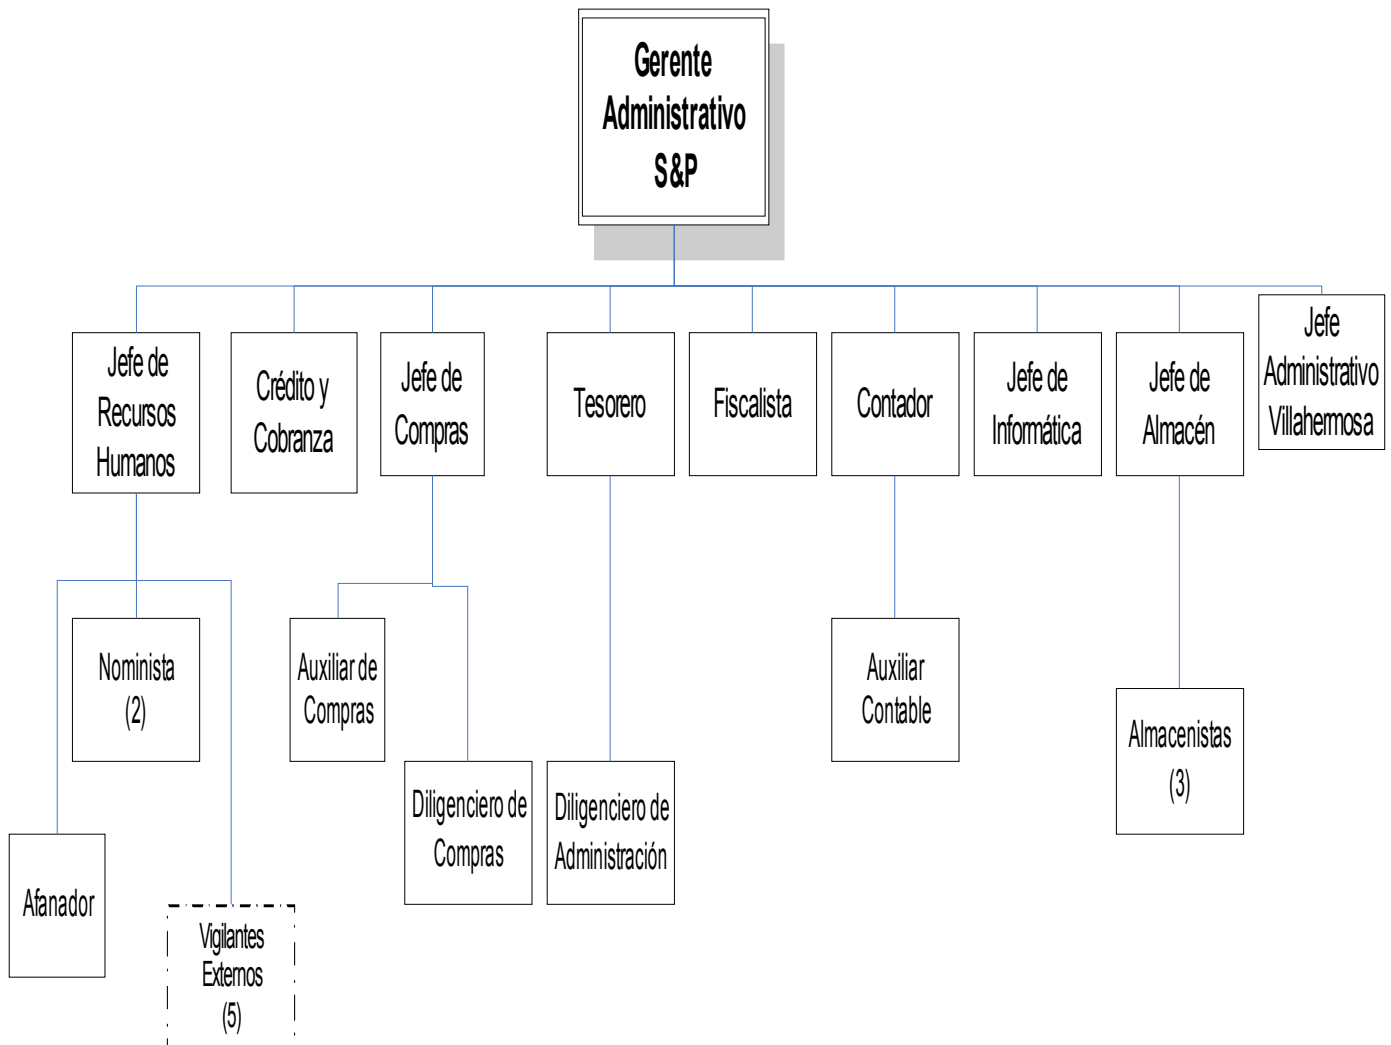 Gerente
Administrativo
S&P
Jefe de
Recursos
Humanos
Crédito y
Cobranza
Jefe de
Compras
Tesorero
Fiscalista
Contador
Jefe de
Informática
Jefe de
Almacén
Jefe
Administrativo
Villahermosa
Nominista
(2)
Auxiliar de
Compras
Auxiliar
Contable
Almacenistas
(3)
Diligenciero de
Compras
Diligenciero de
Administración
Afanador
Vigilantes
Externos
(5)